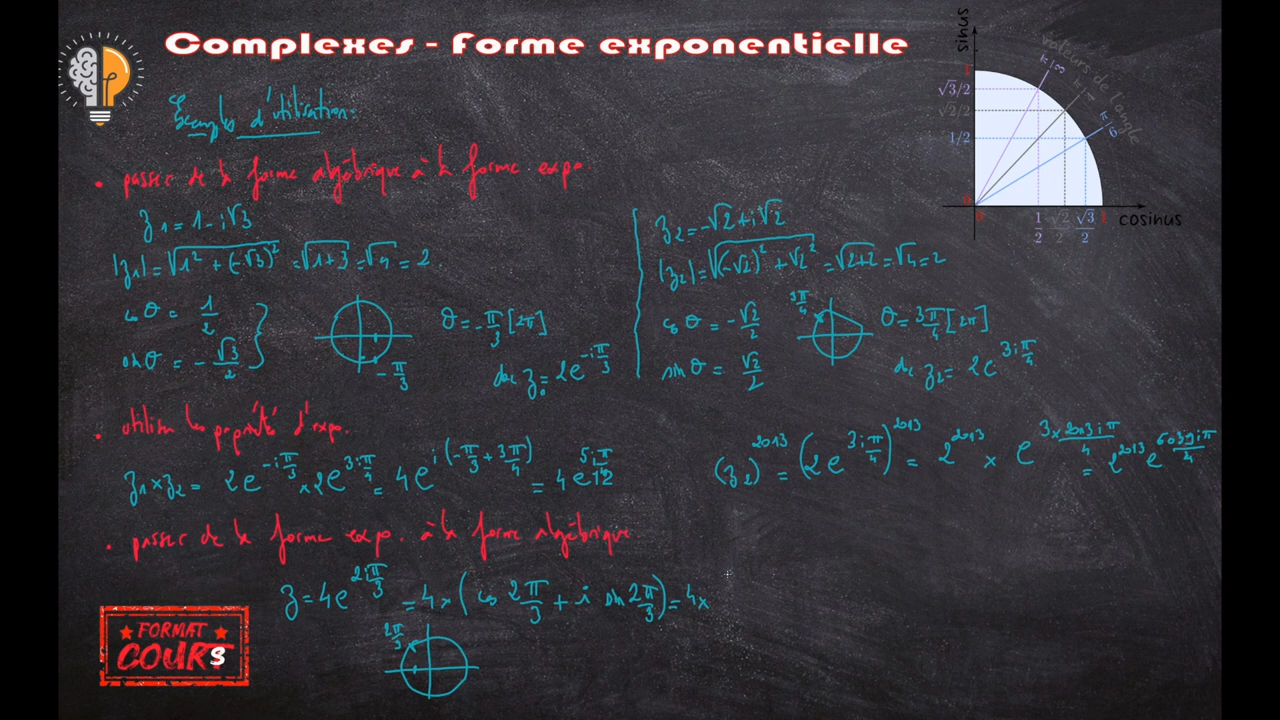 Complexes - Forme exponentielle
Exemples d'utilisation:
• passer de la forme algébrique à la forme expo.
z₁ = 1 - i√3
|z₁| = √(1² + (-√3)²) = √(1+3) = √4 = 2
cos θ = 1/2
sin θ = -√3/2
-π/3
θ = -π/3 [2π]
donc z₁ = 2e^(-iπ/3)
z₂ = -√2 + i√2
|z₂| = √((-√2)² + √2²) = √(2+2) = √4 = 2
cos θ = -√2/2
sin θ = √2/2
3π/4
θ = 3π/4 [2π]
dc z₂ = 2e^(3iπ/4)
• utiliser les propriétés d'expo.
z₁ × z₂ = 2e^(-iπ/3) × 2e^(3iπ/4) = 4e^(i(-π/3 + 3π/4)) = 4e^(5iπ/12)
(z₂)^2013 = (2e^(3iπ/4))^2013 = 2^2013 × e^(3×2013iπ/4) = 2^2013 e^(6039iπ/4)
• passer de la forme expo. à la forme algébrique
z = 4e^(2iπ/3) = 4 × (cos 2π/3 + i sin 2π/3) = 4×
2π/3
FORMAT
COURS
sinus
1
√3/2
√2/2
1/2
0
π/3
π/4
π/6
valeurs de l'angle
0
1/2
√2/2
√3/2
1
cosinus